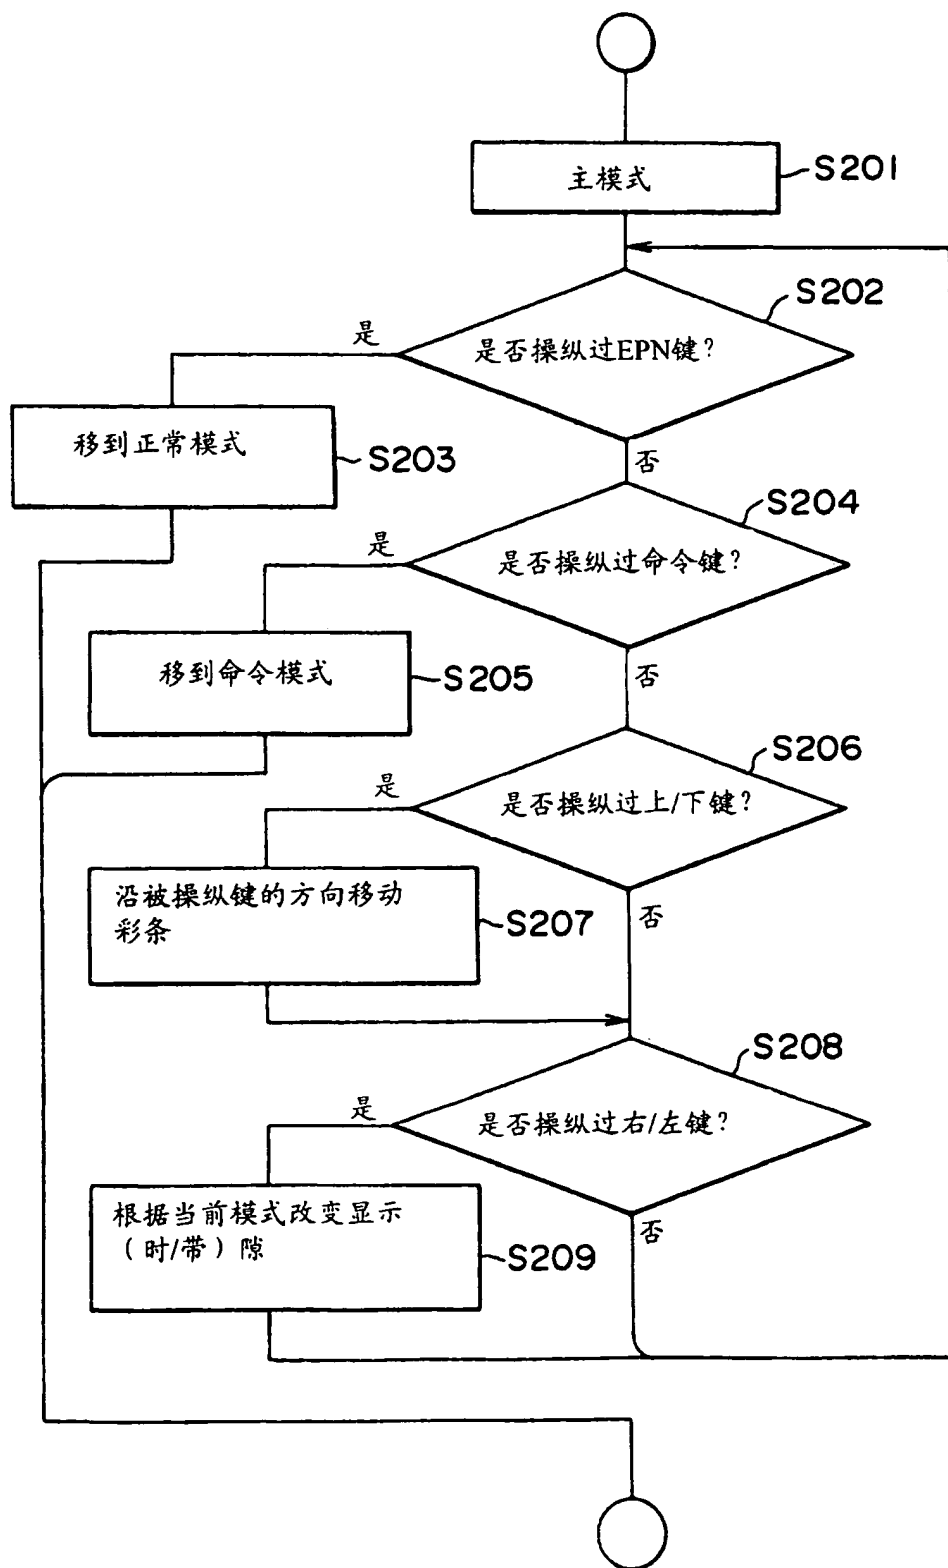 主模式
S201
S202
是
是否操纵过EPN键?
移到正常模式
S203
否
S204
是
是否操纵过命令键?
移到命令模式
S205
否
S206
是
是否操纵过上/下键?
沿被操纵键的方向移动
彩条
S207
否
S208
是
是否操纵过右/左键?
根据当前模式改变显示
(时/带)隙
S209
否